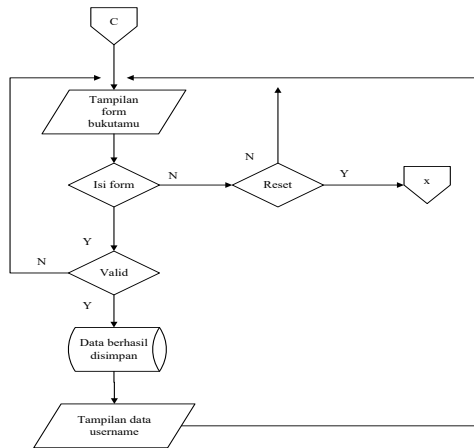 C
Tampilan
form
bukutamu
N
Isi form
N
Reset
Y
x
Y
N
Valid
Y
Data berhasil
disimpan
Tampilan data
username